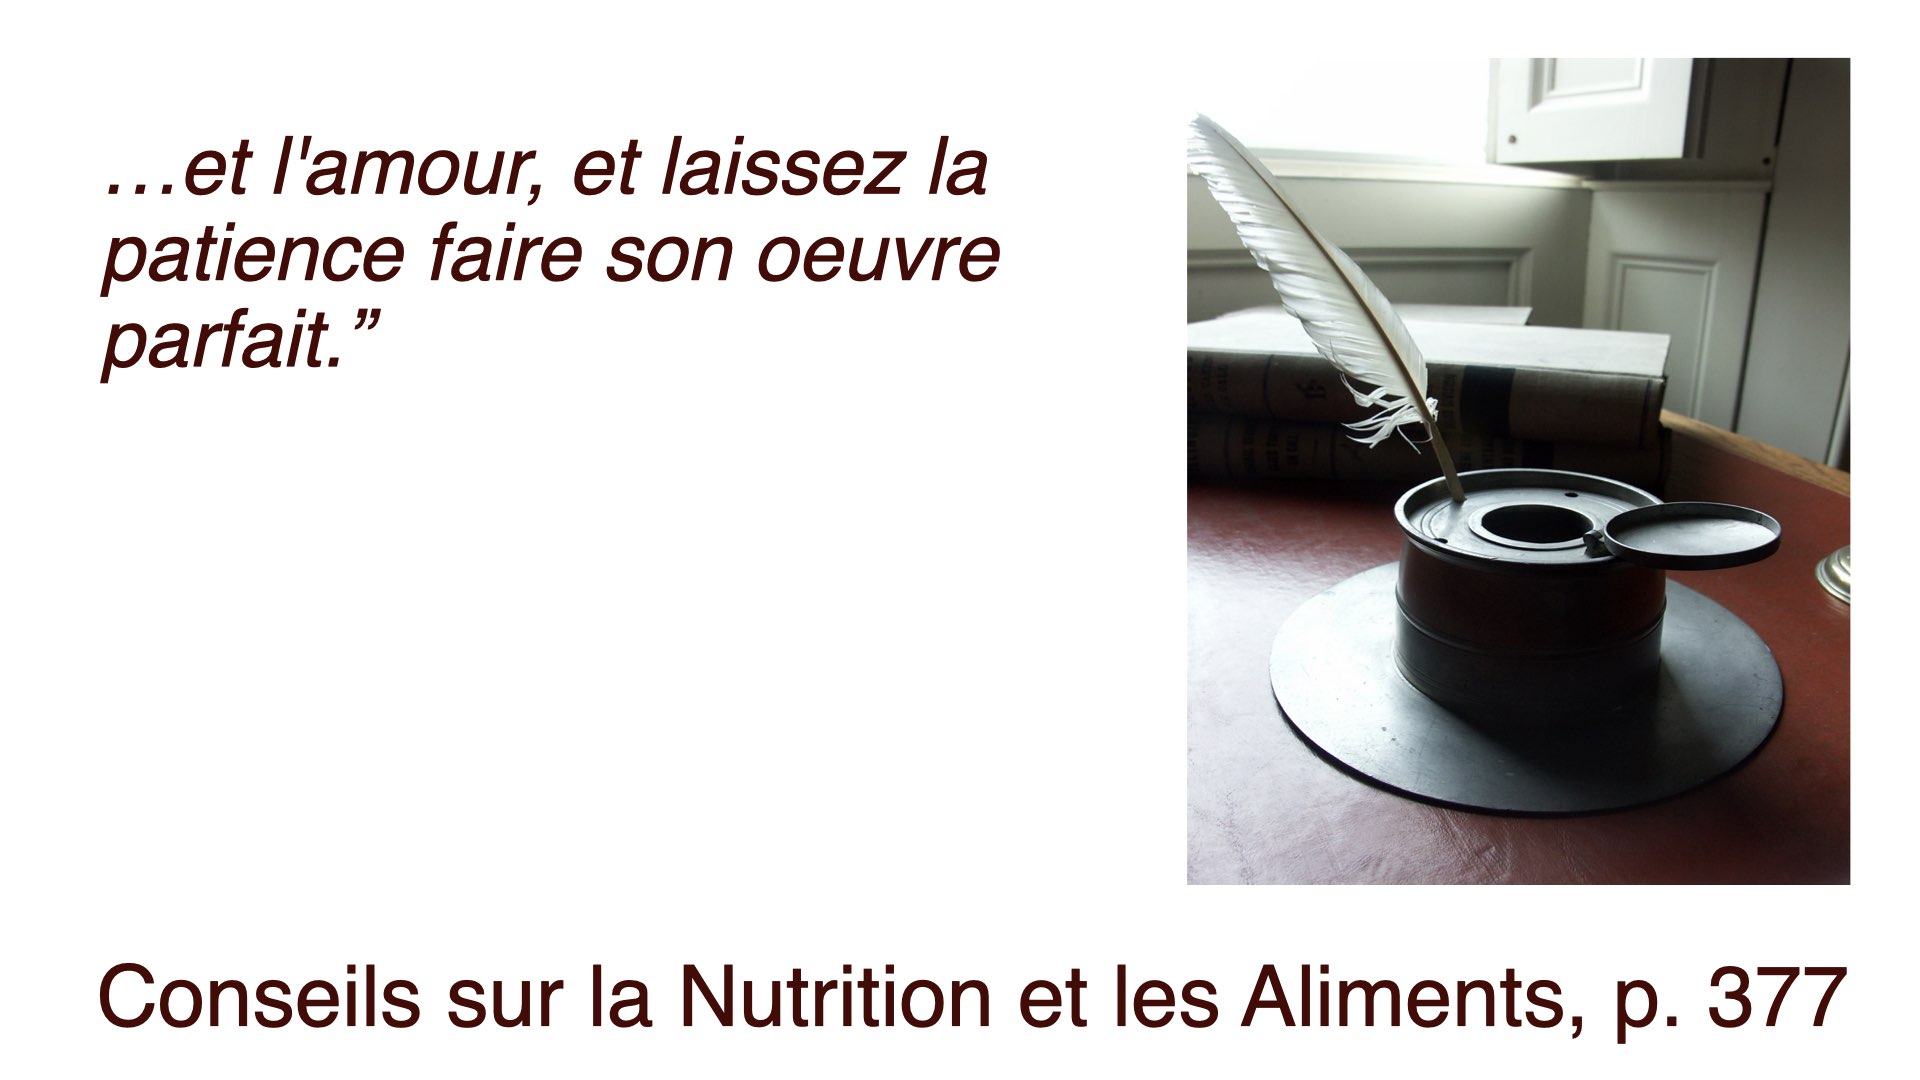 …et l'amour, et laissez la
patience faire son oeuvre
parfait.”
Conseils sur la Nutrition et les Aliments, p. 377